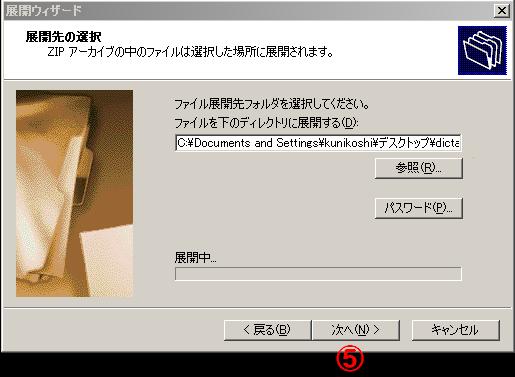 展開ウィザード
展開先の選択
ZIP アーカイブの中のファイルは選択した場所に展開されます。
ファイル展開先フォルダを選択してください。
ファイルを下のディレクトリに展開する(D):
C:¥Documents and Settings¥kunikoshi¥デスクトップ¥dicta
参照(R)...
パスワード(P)...
展開中...
< 戻る(B)
次へ(N) >
キャンセル
⑤